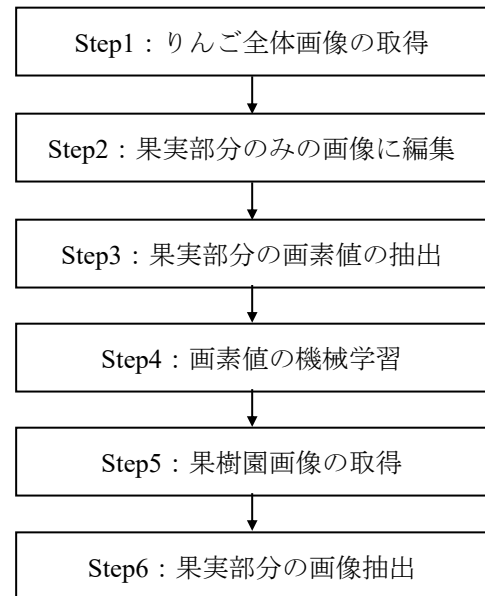 Step1：りんご全体画像の取得
Step2：果実部分のみの画像に編集
Step3：果実部分の画素値の抽出
Step4：画素値の機械学習
Step5：果樹園画像の取得
Step6：果実部分の画像抽出